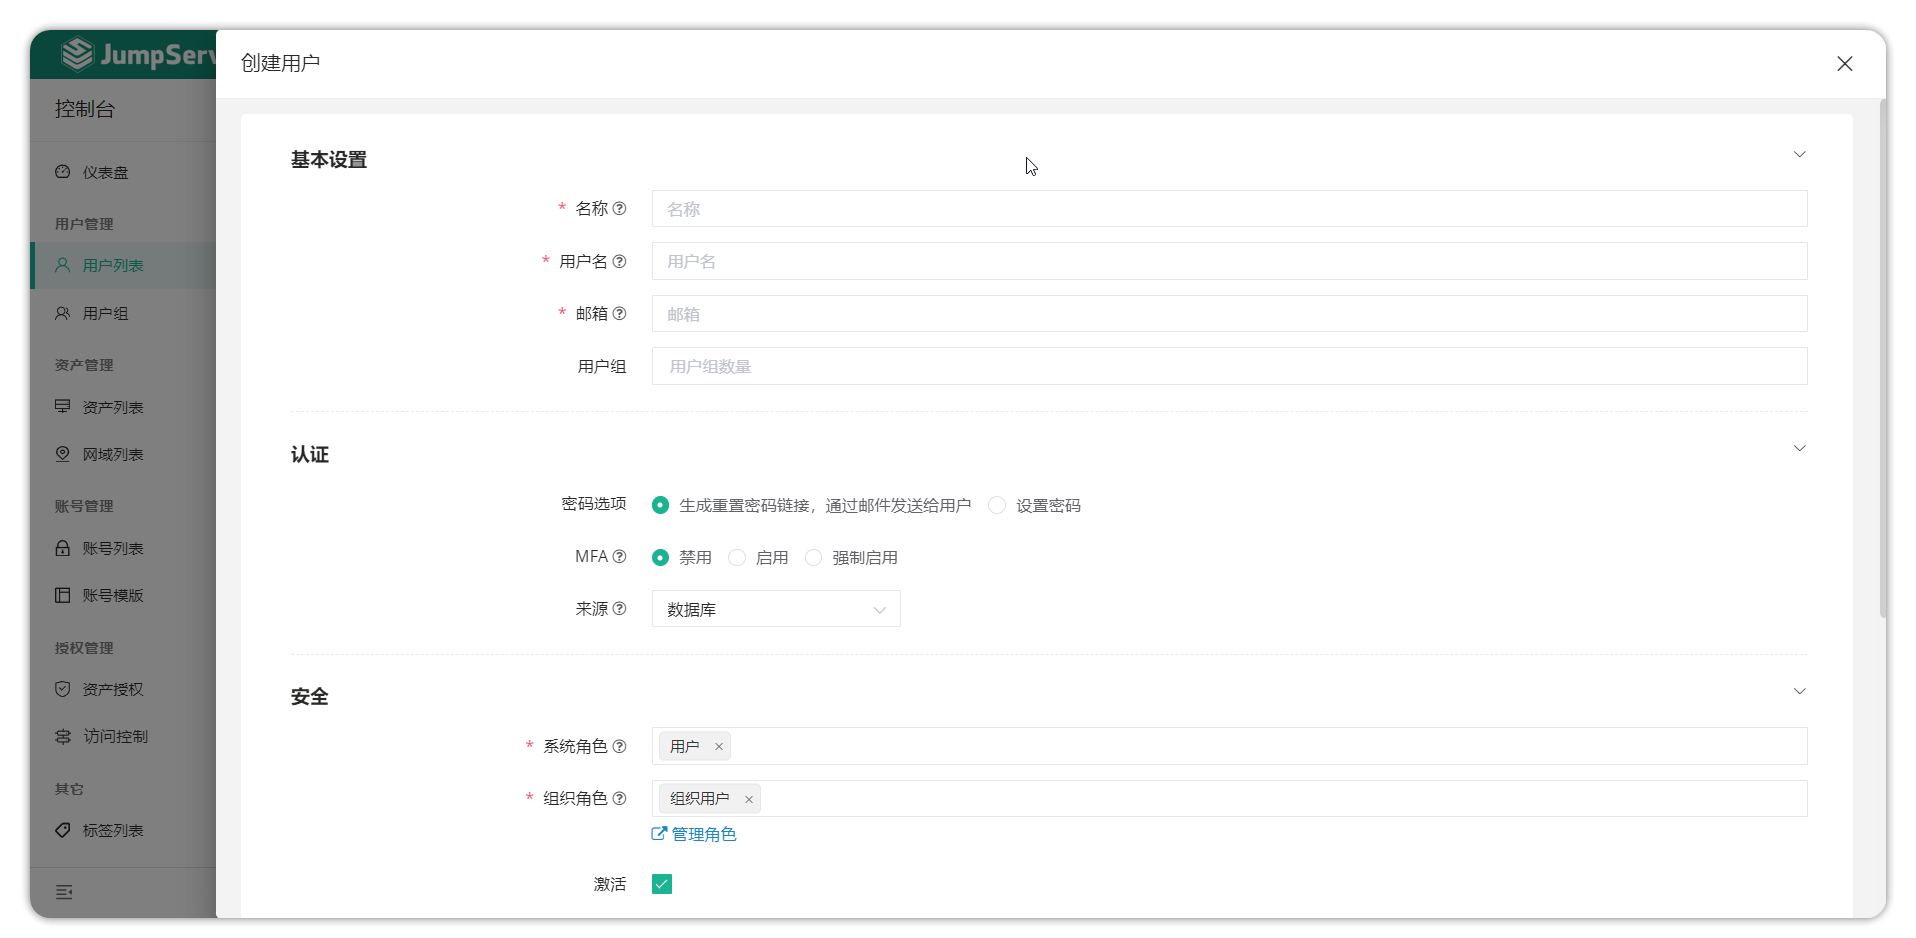 JumpServ
控制台
仪表盘
用户管理
用户列表
用户组
资产管理
资产列表
网域列表
账号管理
账号列表
账号模版
授权管理
资产授权
访问控制
其它
标签列表
创建用户
基本设置
* 名称 名称
* 用户名 用户名
* 邮箱 邮箱
用户组 用户组数量
认证
密码选项 生成重置密码链接，通过邮件发送给用户 设置密码
MFA 禁用 启用 强制启用
来源 数据库
安全
* 系统角色 用户 ×
* 组织角色 组织用户 ×
管理角色
激活